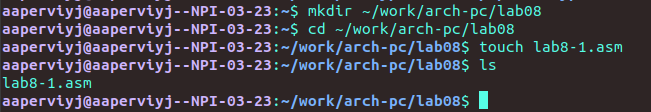 aaperviyj@aaperviyj--NPI-03-23:~$ mkdir ~/work/arch-pc/lab08
aaperviyj@aaperviyj--NPI-03-23:~$ cd ~/work/arch-pc/lab08
aaperviyj@aaperviyj--NPI-03-23:~/work/arch-pc/lab08$ touch lab8-1.asm
aaperviyj@aaperviyj--NPI-03-23:~/work/arch-pc/lab08$ ls
lab8-1.asm
aaperviyj@aaperviyj--NPI-03-23:~/work/arch-pc/lab08$